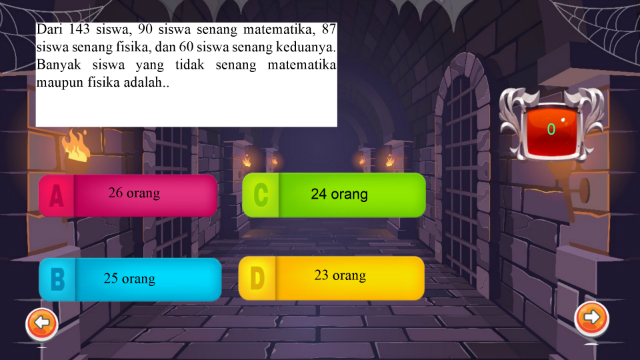 Dari 143 siswa, 90 siswa senang matematika, 87
siswa senang fisika, dan 60 siswa senang keduanya.
Banyak siswa yang tidak senang matematika
maupun fisika adalah..
0
A 26 orang
C 24 orang
B 25 orang
D 23 orang